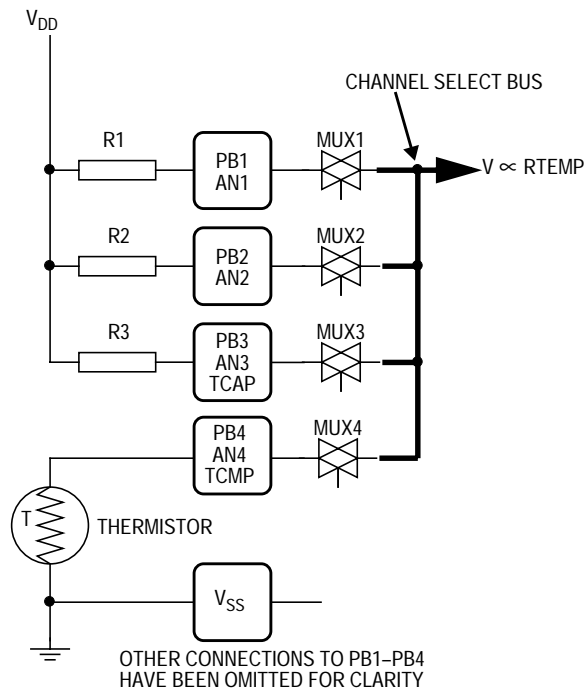 VDD
CHANNEL SELECT BUS
R1
PB1
AN1
MUX1
V ∝ RTEMP
R2
PB2
AN2
MUX2
R3
PB3
AN3
TCAP
MUX3
PB4
AN4
TCMP
MUX4
T
THERMISTOR
VSS
OTHER CONNECTIONS TO PB1–PB4
HAVE BEEN OMITTED FOR CLARITY